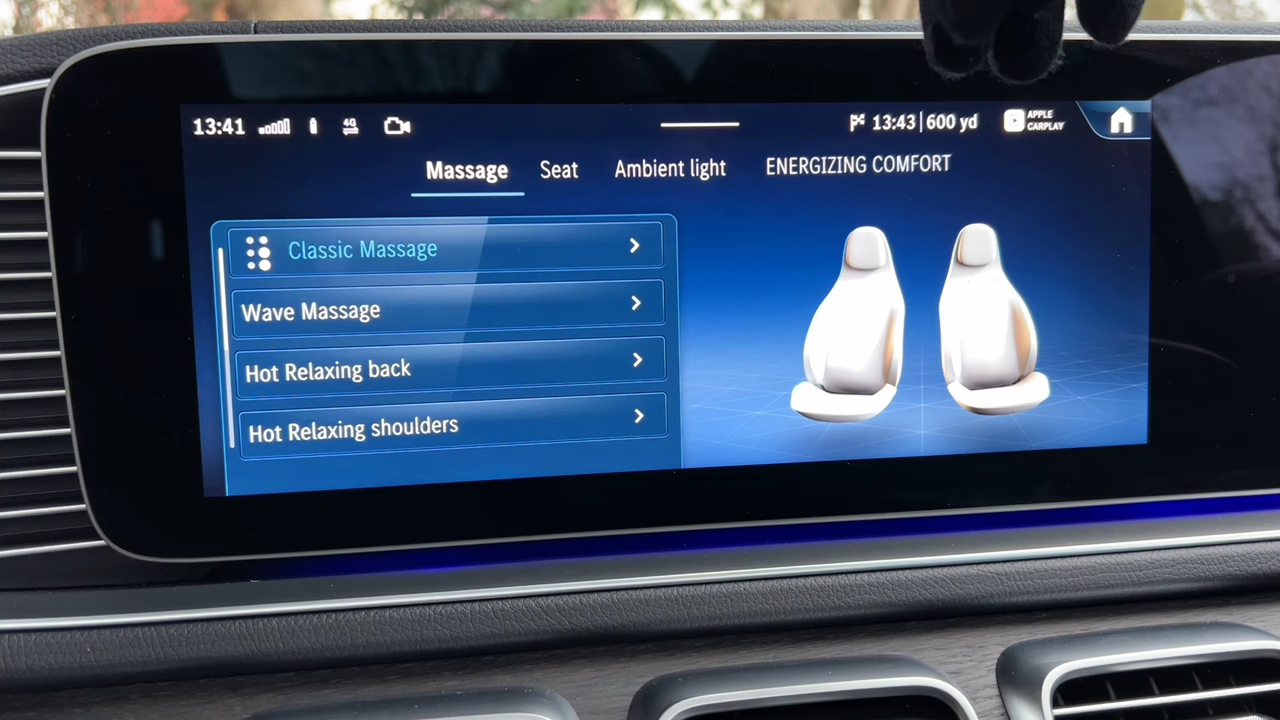 13:41 4G 13:43 | 600 yd APPLE CARPLAY
Massage Seat Ambient light ENERGIZING COMFORT
Classic Massage
Wave Massage
Hot Relaxing back
Hot Relaxing shoulders